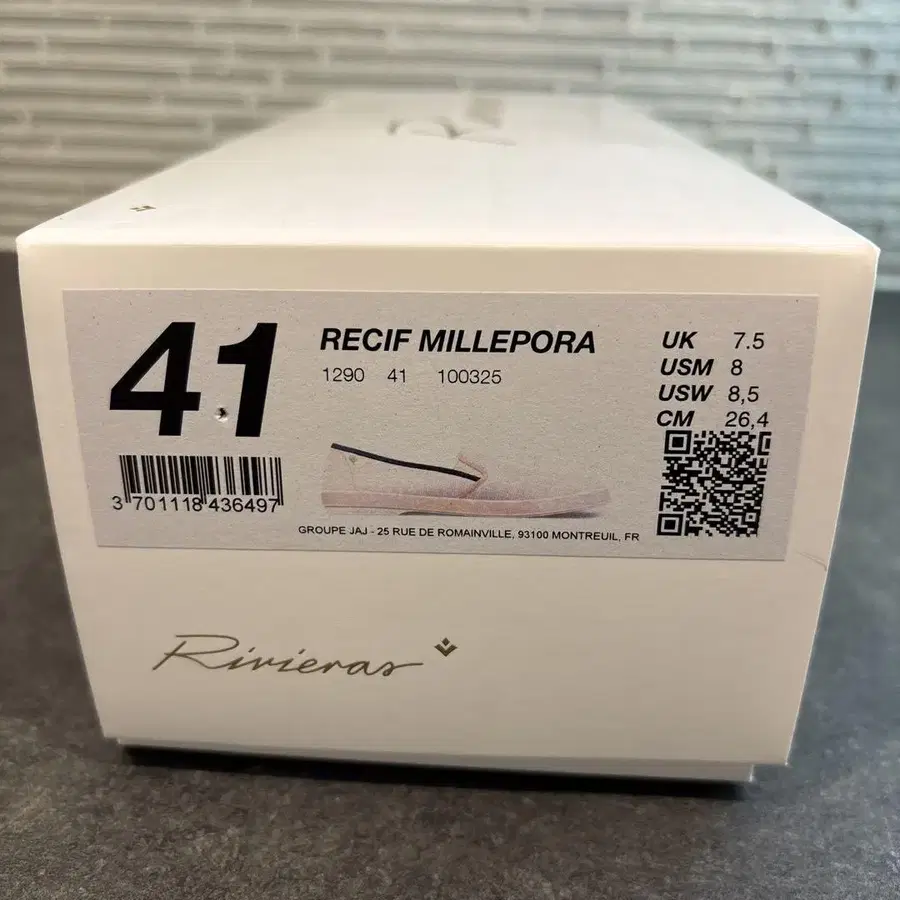 41
RECIF MILLEPORA
1290 41 100325
UK 7.5
USM 8
USW 8,5
CM 26,4
3 701118 436497
GROUPE JAJ - 25 RUE DE ROMAINVILLE, 93100 MONTREUIL, FR
Rivieras